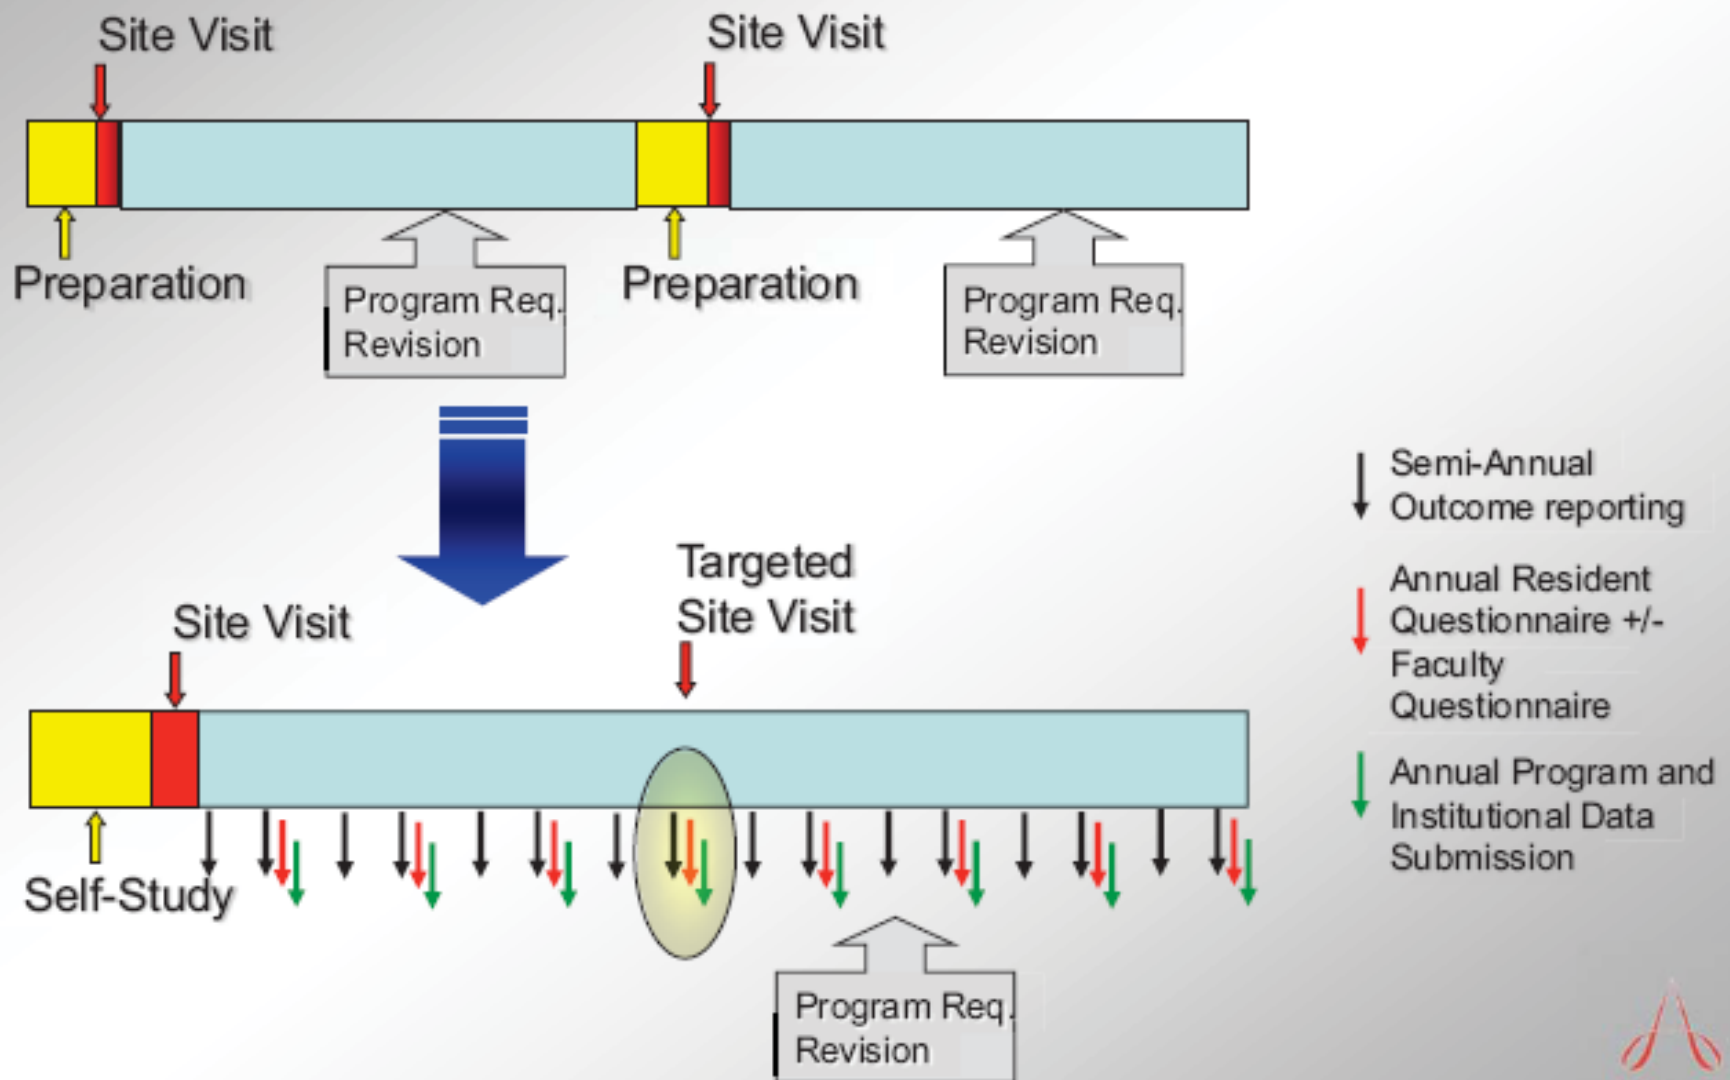 Site Visit
Site Visit
Preparation
Preparation
Program Req.
Revision
Program Req.
Revision
Semi-Annual
Outcome reporting
Annual Resident
Questionnaire +/-
Faculty
Questionnaire
Annual Program and
Institutional Data
Submission
Targeted
Site Visit
Site Visit
Self-Study
Program Req.
Revision